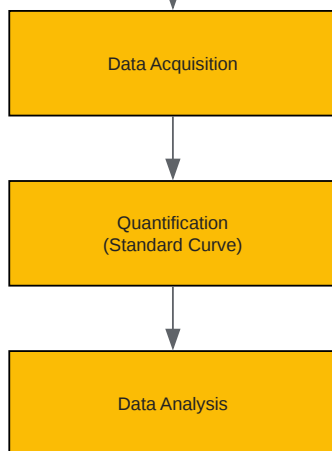 Data Acquisition
Quantification
(Standard Curve)
Data Analysis